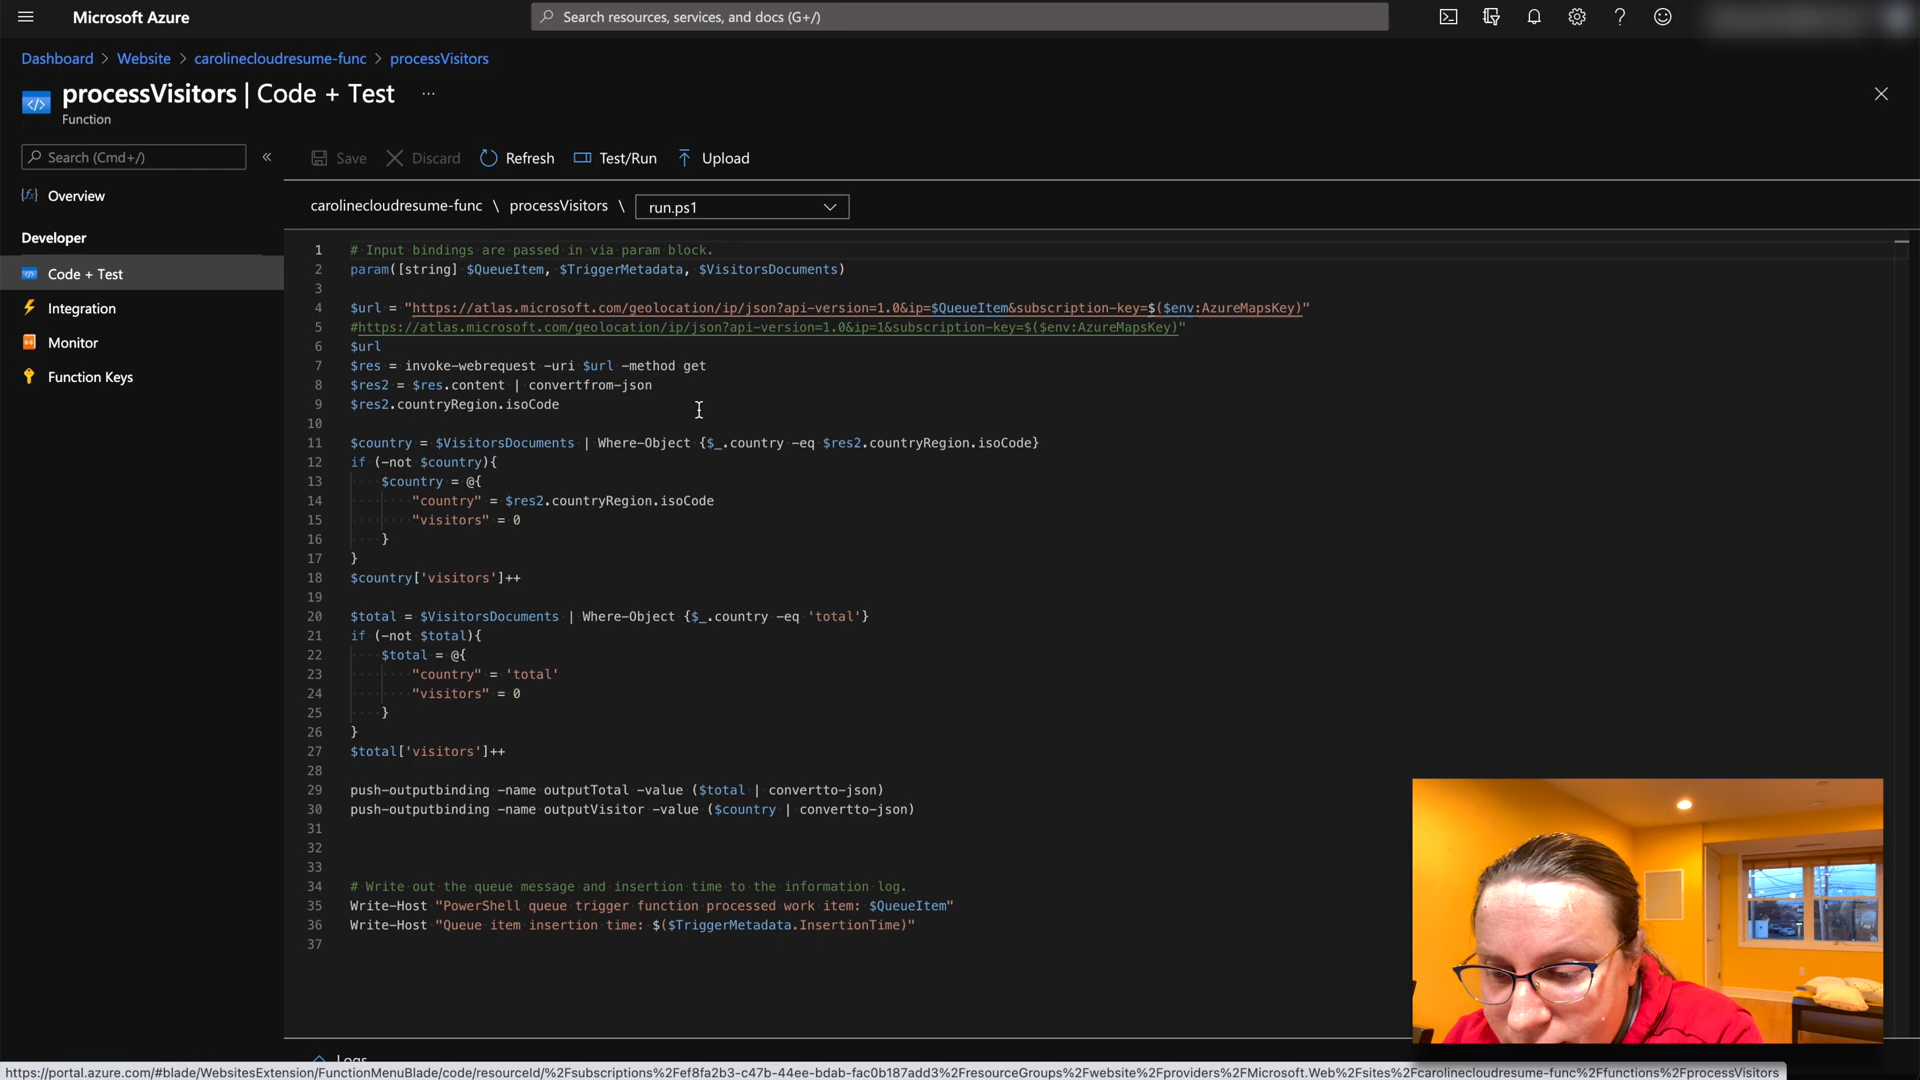 Microsoft Azure
Search resources, services, and docs (G+/)
Dashboard > Website > carolinecloudresume-func > processVisitors
processVisitors | Code + Test ...
Function
Search (Cmd+/)
Save
Discard
Refresh
Test/Run
Upload
Overview
Developer
Code + Test
Integration
Monitor
Function Keys
carolinecloudresume-func \ processVisitors \ run.ps1
1 # Input bindings are passed in via param block.
2 param([string] $QueueItem, $TriggerMetadata, $VisitorsDocuments)
3
4 $url = "https://atlas.microsoft.com/geolocation/ip/json?api-version=1.0&ip=$QueueItem&subscription-key=$($env:AzureMapsKey)"
5 #https://atlas.microsoft.com/geolocation/ip/json?api-version=1.0&ip=1&subscription-key=$($env:AzureMapsKey)"
6 $url
7 $res = invoke-webrequest -uri $url -method get
8 $res2 = $res.content | convertfrom-json
9 $res2.countryRegion.isoCode
10
11 $country = $VisitorsDocuments | Where-Object {$_.country -eq $res2.countryRegion.isoCode}
12 if (-not $country){
13 $country = @{
14 "country" = $res2.countryRegion.isoCode
15 "visitors" = 0
16 }
17 }
18 $country['visitors']++
19
20 $total = $VisitorsDocuments | Where-Object {$_.country -eq 'total'}
21 if (-not $total){
22 $total = @{
23 "country" = 'total'
24 "visitors" = 0
25 }
26 }
27 $total['visitors']++
28
29 push-outputbinding -name outputTotal -value ($total | convertto-json)
30 push-outputbinding -name outputVisitor -value ($country | convertto-json)
31
32
33
34 # Write out the queue message and insertion time to the information log.
35 Write-Host "PowerShell queue trigger function processed work item: $QueueItem"
36 Write-Host "Queue item insertion time: $($TriggerMetadata.InsertionTime)"
37
Logs
https://portal.azure.com/#blade/WebsitesExtension/FunctionMenuBlade/code/resourceId/%2Fsubscriptions%2Fef8fa2b3-c47b-44ee-bdab-fac0b187add3%2FresourceGroups%2Fwebsite%2Fproviders%2FMicrosoft.Web%2Fsites%2Fcarolinecloudresume-func%2Ffunctions%2FprocessVisitors